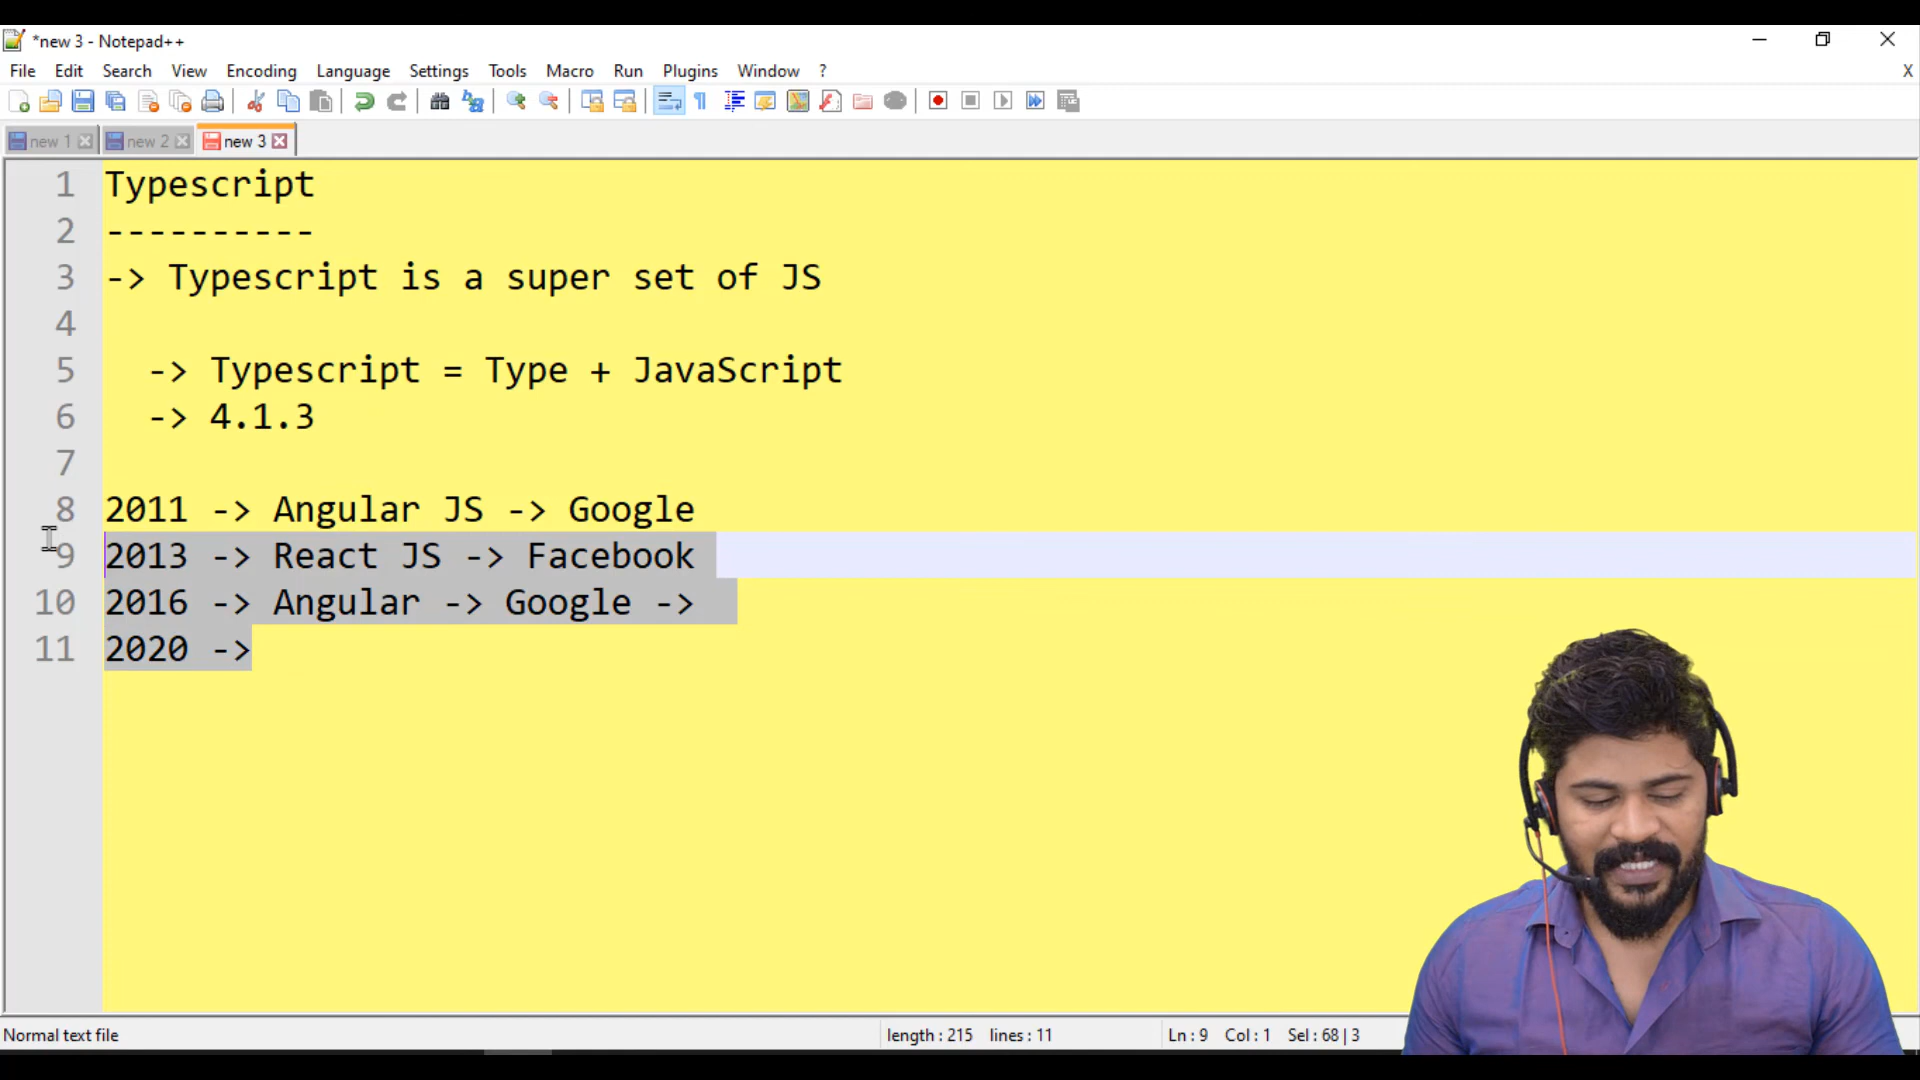 *new 3 - Notepad++
File Edit Search View Encoding Language Settings Tools Macro Run Plugins Window ? X
new 1 new 2 new 3
1 Typescript
2 ----------
3 -> Typescript is a super set of JS
4
5 -> Typescript = Type + JavaScript
6 -> 4.1.3
7
8 2011 -> Angular JS -> Google
9 2013 -> React JS -> Facebook
10 2016 -> Angular -> Google ->
11 2020 ->
Normal text file length : 215 lines : 11 Ln : 9 Col : 1 Sel : 68 | 3